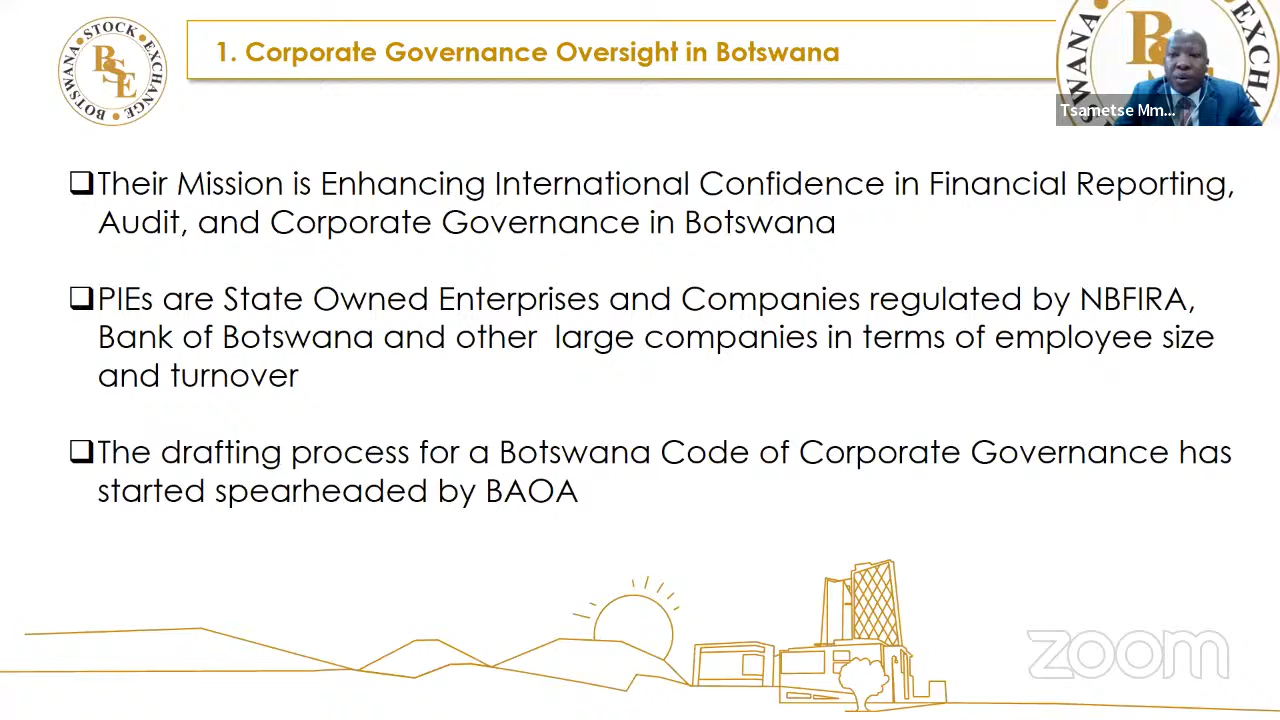 BOTSWANA STOCK EXCHANGE
BSE
1. Corporate Governance Oversight in Botswana
Tsametse Mm...
❑Their Mission is Enhancing International Confidence in Financial Reporting,
Audit, and Corporate Governance in Botswana
❑PIEs are State Owned Enterprises and Companies regulated by NBFIRA,
Bank of Botswana and other  large companies in terms of employee size
and turnover
❑The drafting process for a Botswana Code of Corporate Governance has
started spearheaded by BAOA
zoom